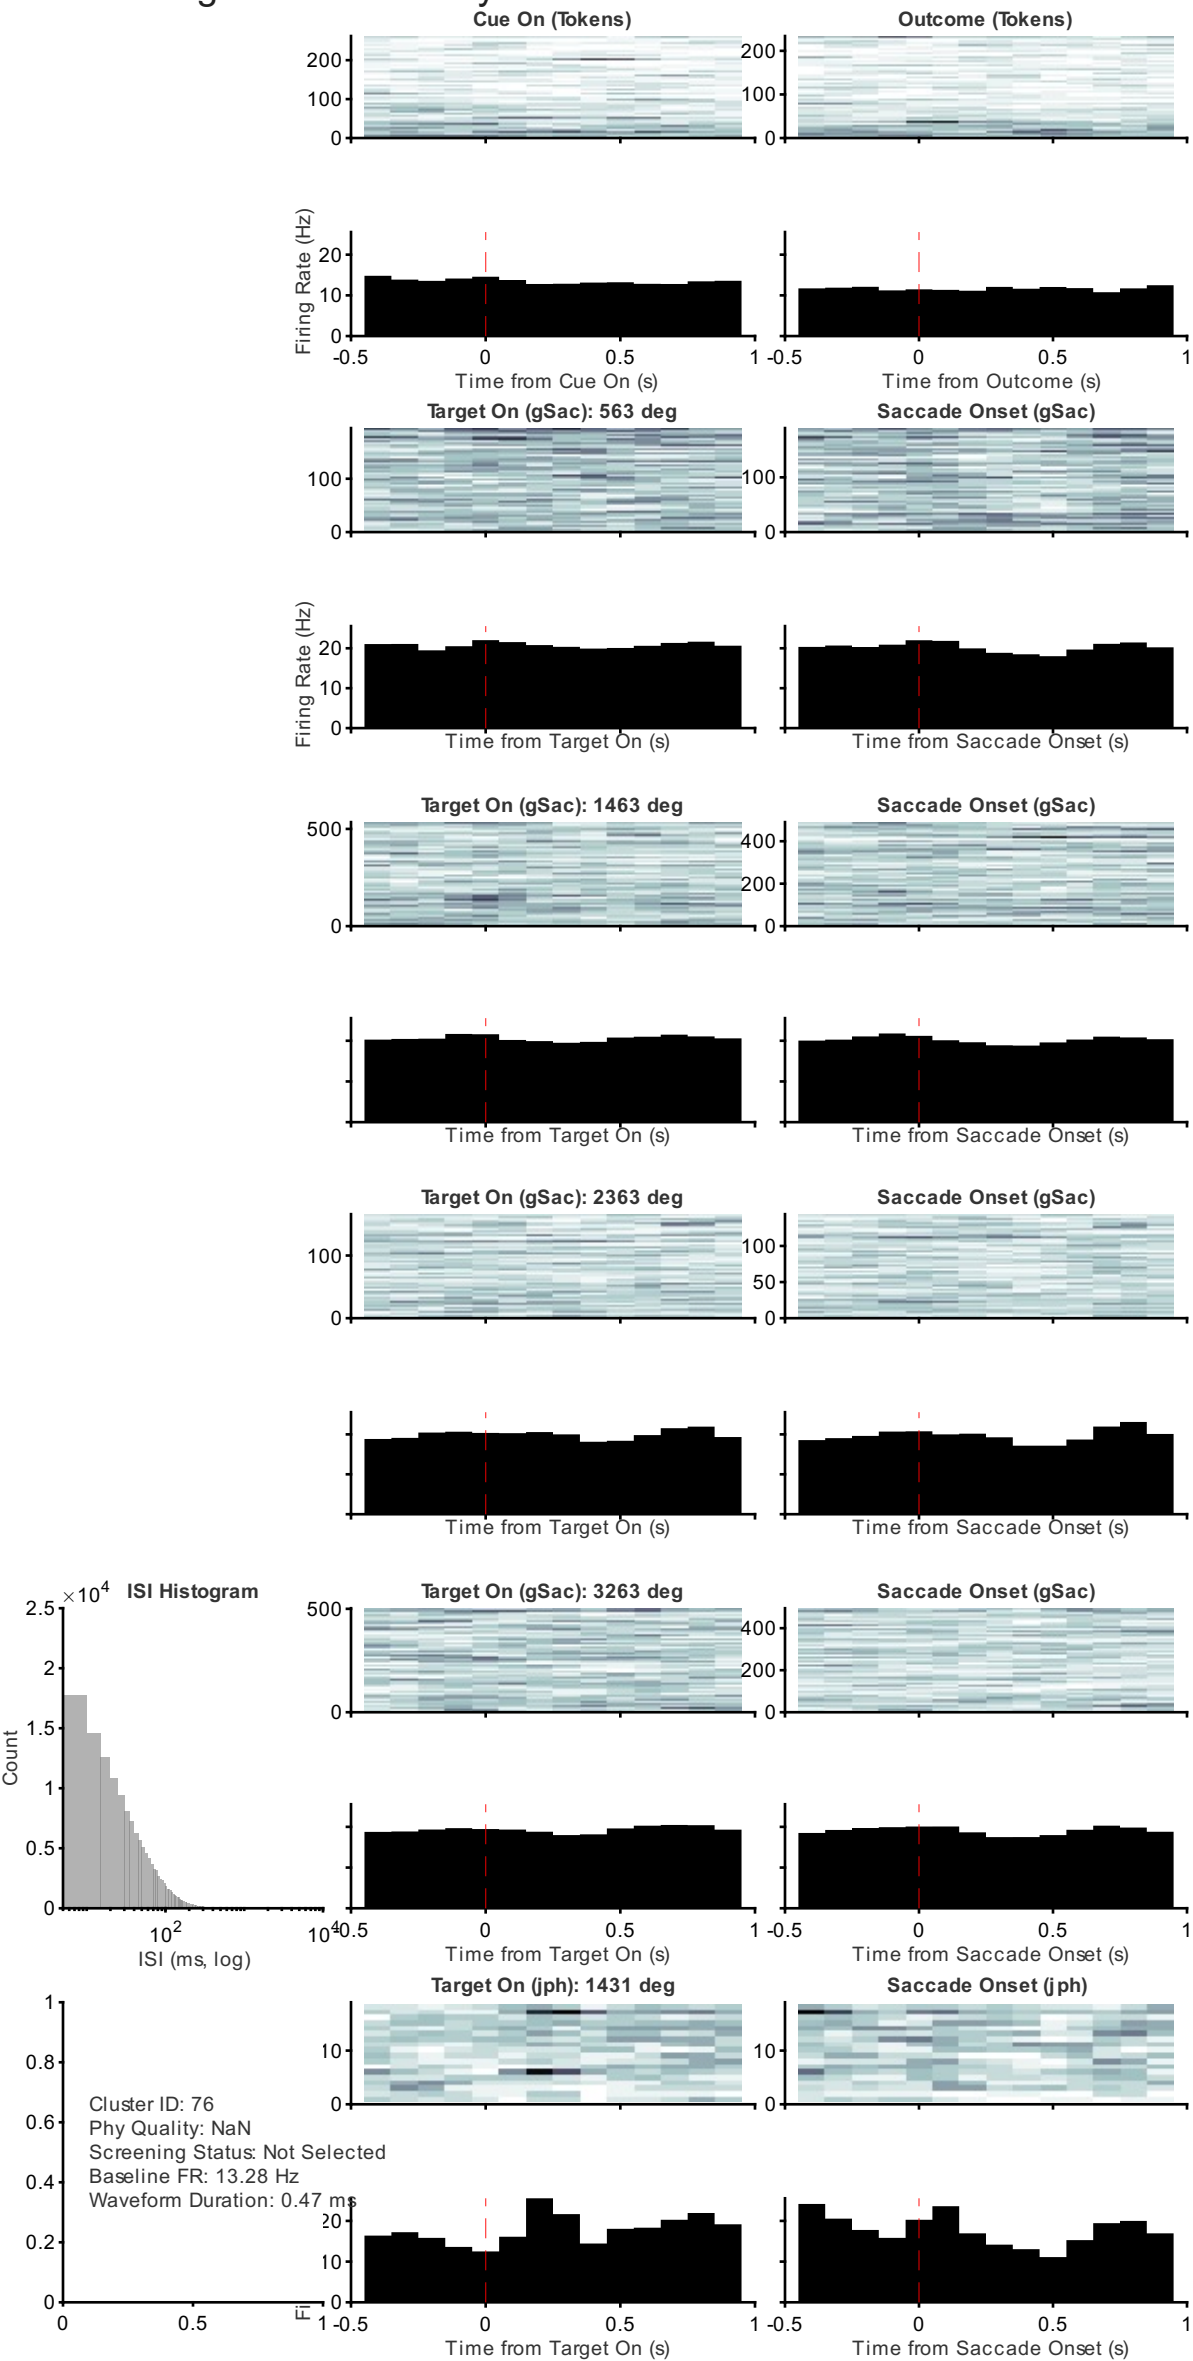 Cue On (Tokens)
Outcome (Tokens)
200
100
0
200
100
0
Firing Rate (Hz)
20
10
0
-0.5
0
0.5
1
-0.5
0
0.5
1
Time from Cue On (s)
Time from Outcome (s)
Target On (gSac): 563 deg
Saccade Onset (gSac)
100
0
100
0
Firing Rate (Hz)
20
10
0
Time from Target On (s)
Time from Saccade Onset (s)
Target On (gSac): 1463 deg
Saccade Onset (gSac)
500
0
400
200
0
Time from Target On (s)
Time from Saccade Onset (s)
Target On (gSac): 2363 deg
Saccade Onset (gSac)
100
0
100
50
0
Time from Target On (s)
Time from Saccade Onset (s)
×10⁴
ISI Histogram
2.5
2
1.5
1
0.5
0
Count
10²
10⁴
ISI (ms, log)
Target On (gSac): 3263 deg
Saccade Onset (gSac)
500
0
400
200
0
-0.5
0
0.5
1
-0.5
0
0.5
1
Time from Target On (s)
Time from Saccade Onset (s)
Target On (jph): 1431 deg
Saccade Onset (jph)
10
0
10
0
1
0.8
0.6
0.4
0.2
0
0
0.5
1
Cluster ID: 76
Phy Quality: NaN
Screening Status: Not Selected
Baseline FR: 13.28 Hz
Waveform Duration: 0.47 ms
Fi
20
10
0
-0.5
0
0.5
1
-0.5
0
0.5
1
Time from Target On (s)
Time from Saccade Onset (s)